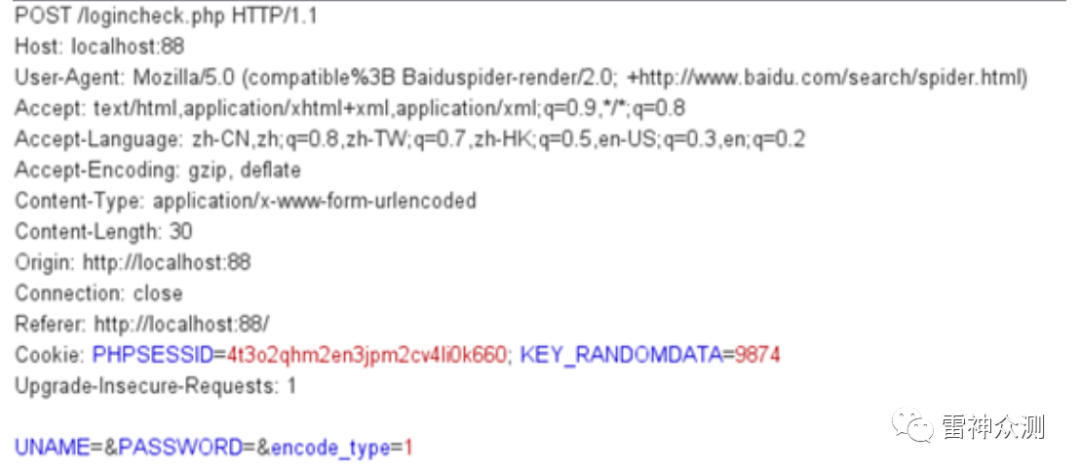 POST /logincheck.php HTTP/1.1
Host: localhost:88
User-Agent: Mozilla/5.0 (compatible%3B Baiduspider-render/2.0; +http://www.baidu.com/search/spider.html)
Accept: text/html,application/xhtml+xml,application/xml;q=0.9,*/*;q=0.8
Accept-Language: zh-CN,zh;q=0.8,zh-TW;q=0.7,zh-HK;q=0.5,en-US;q=0.3,en;q=0.2
Accept-Encoding: gzip, deflate
Content-Type: application/x-www-form-urlencoded
Content-Length: 30
Origin: http://localhost:88
Connection: close
Referer: http://localhost:88/
Cookie: PHPSESSID=4t3o2qhm2en3jpm2cv4li0k660; KEY_RANDOMDATA=9874
Upgrade-Insecure-Requests: 1
UNAME=&PASSWORD=&encode_type=1
雷神众测